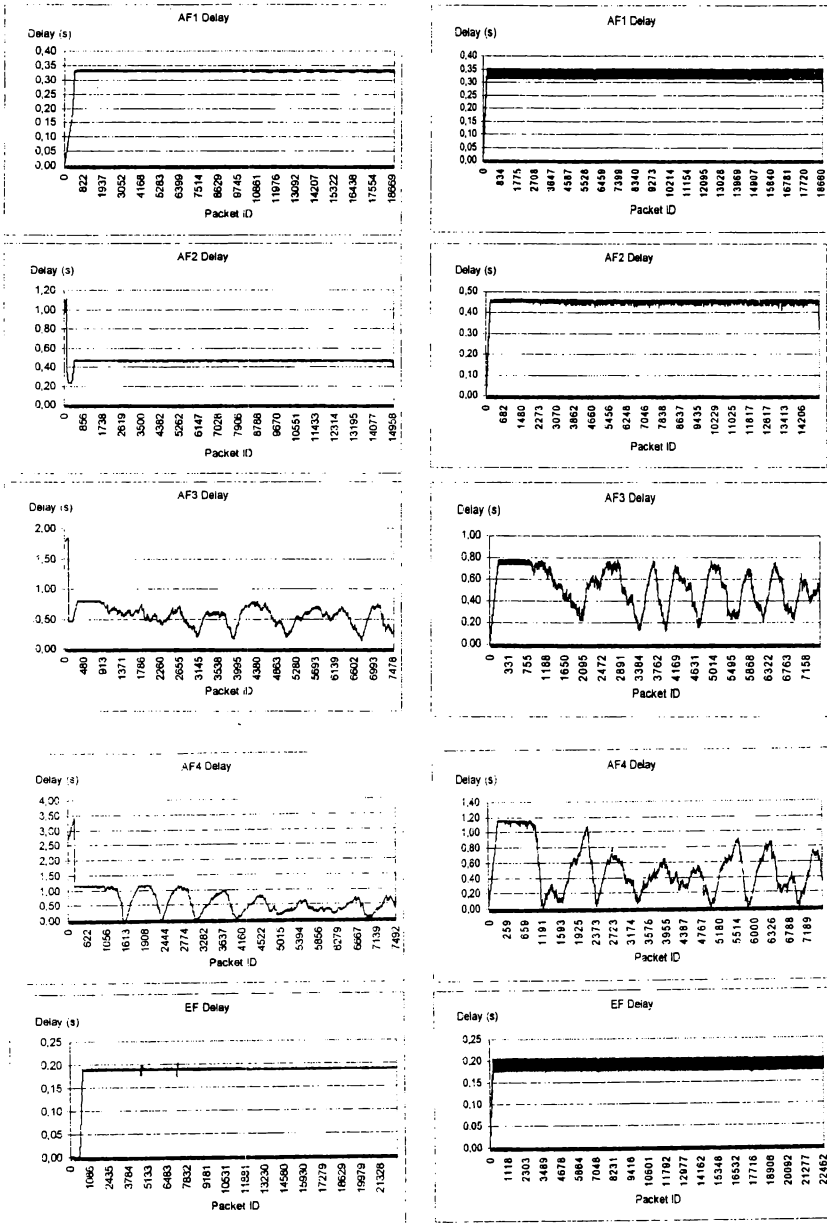 AF1 Delay
Delay (s)
0,40
0,35
0,30
0,25
0,20
0,15
0,10
0,05
0,00
0 822 1937 3052 4168 5283 6399 7514 8629 9745 10861 11976 13092 14207 15322 16438 17554 18669
Packet ID
AF1 Delay
Delay (s)
0,40
0,35
0,30
0,25
0,20
0,15
0,10
0,05
0,00
0 834 1775 2708 3647 4587 5528 6459 7399 8340 9273 10214 11154 12095 13028 13969 14907 15840 16781 17720 18660
Packet ID
AF2 Delay
Delay (s)
1,20
1,00
0,80
0,60
0,40
0,20
0,00
0 856 1738 2619 3500 4382 5262 6147 7028 7906 8788 9670 10551 11433 12314 13195 14077 14958
Packet ID
AF2 Delay
Delay (s)
0,50
0,40
0,30
0,20
0,10
0,00
0 682 1480 2273 3070 3862 4660 5456 6248 7046 7838 8637 9435 10229 11025 11817 12617 13413 14206
Packet ID
AF3 Delay
Delay (s)
2,00
1,50
1,00
0,50
0,00
0 480 913 1371 1786 2260 2655 3145 3538 3995 4380 4863 5280 5693 6139 6602 6993 7478
Packet ID
AF3 Delay
Delay (s)
1,00
0,80
0,60
0,40
0,20
0,00
0 331 755 1188 1650 2095 2472 2891 3384 3762 4169 4631 5014 5495 5868 6322 6763 7158
Packet ID
AF4 Delay
Delay (s)
4,00
3,50
3,00
2,50
2,00
1,50
1,00
0,50
0,00
0 622 1056 1613 1908 2444 2774 3282 3637 4160 4522 5015 5394 5856 6279 6667 7139 7492
Packet ID
AF4 Delay
Delay (s)
1,40
1,20
1,00
0,80
0,60
0,40
0,20
0,00
0 259 659 1191 1593 1925 2373 2723 3174 3576 3955 4387 4767 5180 5514 6000 6326 6788 7189
Packet ID
EF Delay
Delay (s)
0,25
0,20
0,15
0,10
0,05
0,00
0 1086 2435 3784 5133 6483 7832 9181 10531 11881 13230 14580 15930 17279 18629 19979 21328
Packet ID
EF Delay
Delay (s)
0,25
0,20
0,15
0,10
0,05
0,00
0 1118 2303 3489 4678 5864 7048 8231 9416 10601 11792 12977 14162 15348 16532 17716 18908 20092 21277 22462
Packet ID